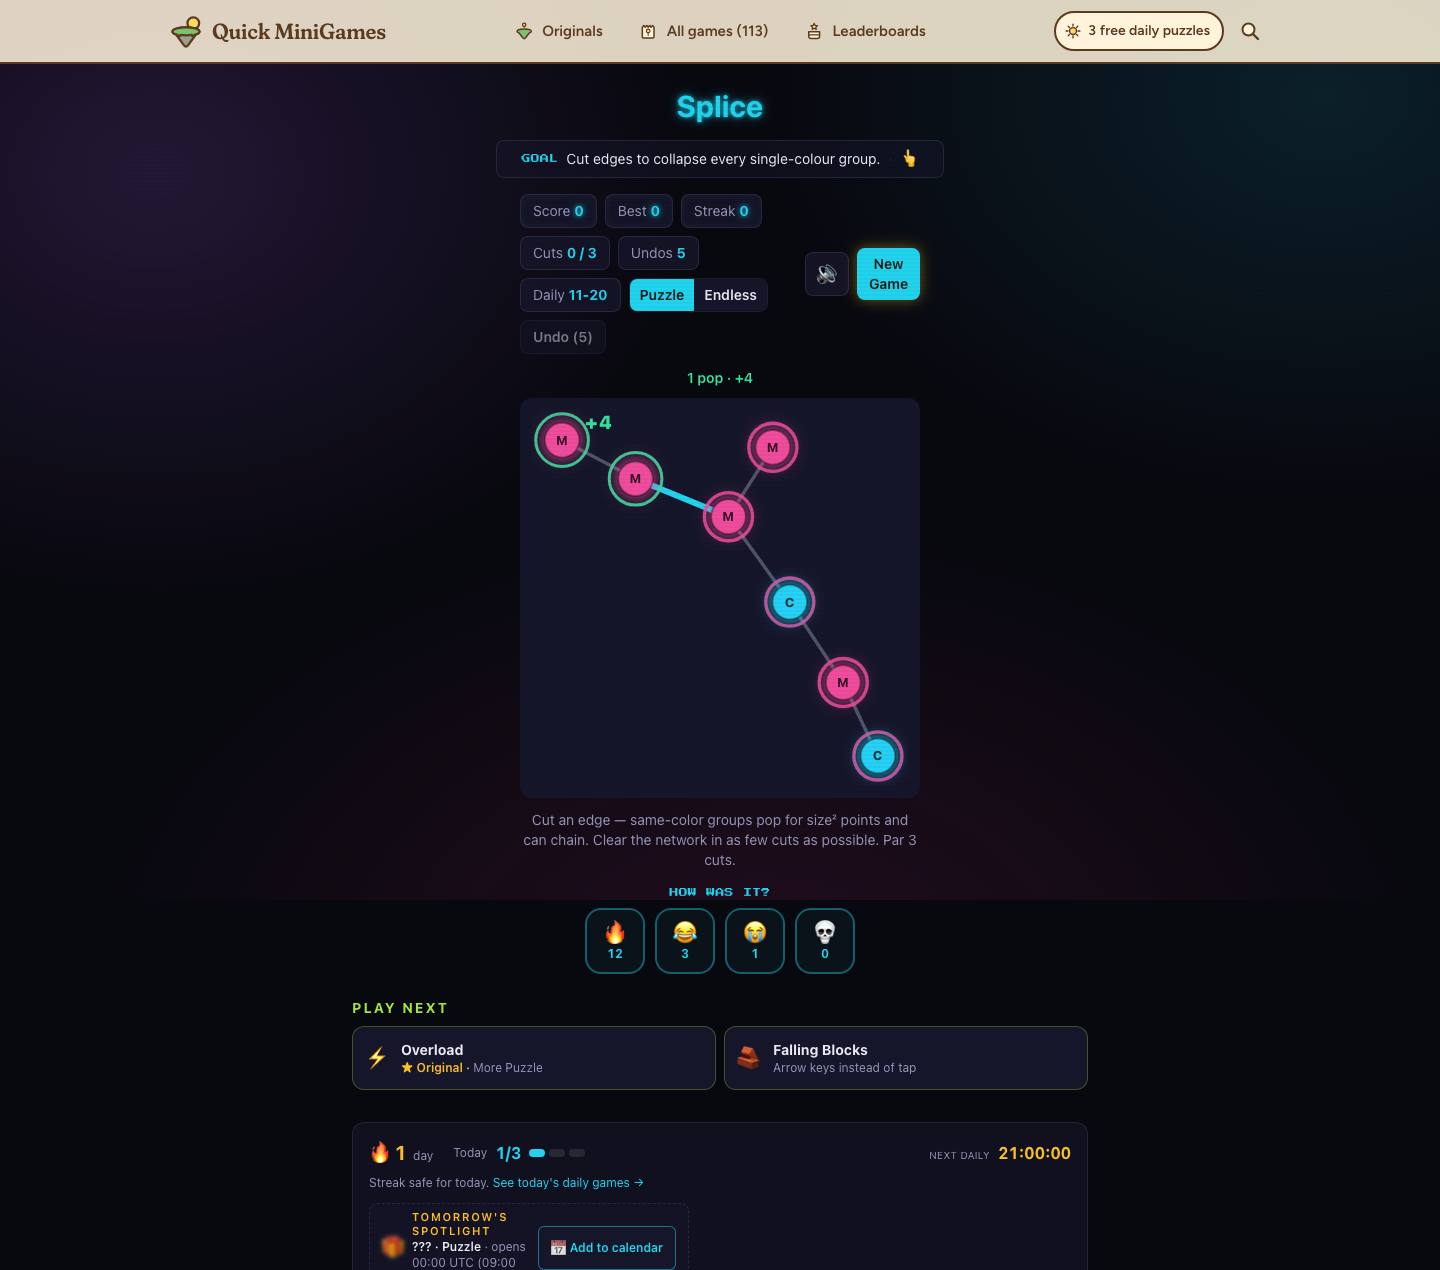 Quick MiniGames
Originals
All games (113)
Leaderboards
3 free daily puzzles
Splice
GOAL Cut edges to collapse every single-colour group.
Score 0
Best 0
Streak 0
Cuts 0 / 3
Undos 5
Daily 11-20
Puzzle
Endless
Undo (5)
New
Game
1 pop · +4
+4
M
M
M
M
C
M
C
Cut an edge — same-color groups pop for size² points and
can chain. Clear the network in as few cuts as possible. Par 3
cuts.
HOW WAS IT?
12
3
1
0
PLAY NEXT
Overload
Original · More Puzzle
Falling Blocks
Arrow keys instead of tap
1 day
Today 1/3
NEXT DAILY 21:00:00
Streak safe for today. See today's daily games →
TOMORROW'S
SPOTLIGHT
??? · Puzzle · opens
00:00 UTC (09:00
Add to calendar